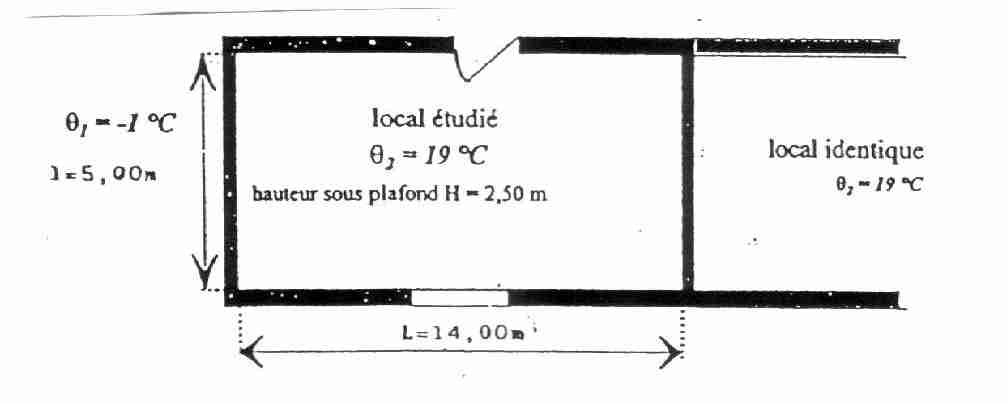 θ₁ = -1 °C
l=5,00m
local étudié
θ₂ = 19 °C
hauteur sous plafond H = 2,50 m
local identique
θ₂ = 19 °C
L=14,00m